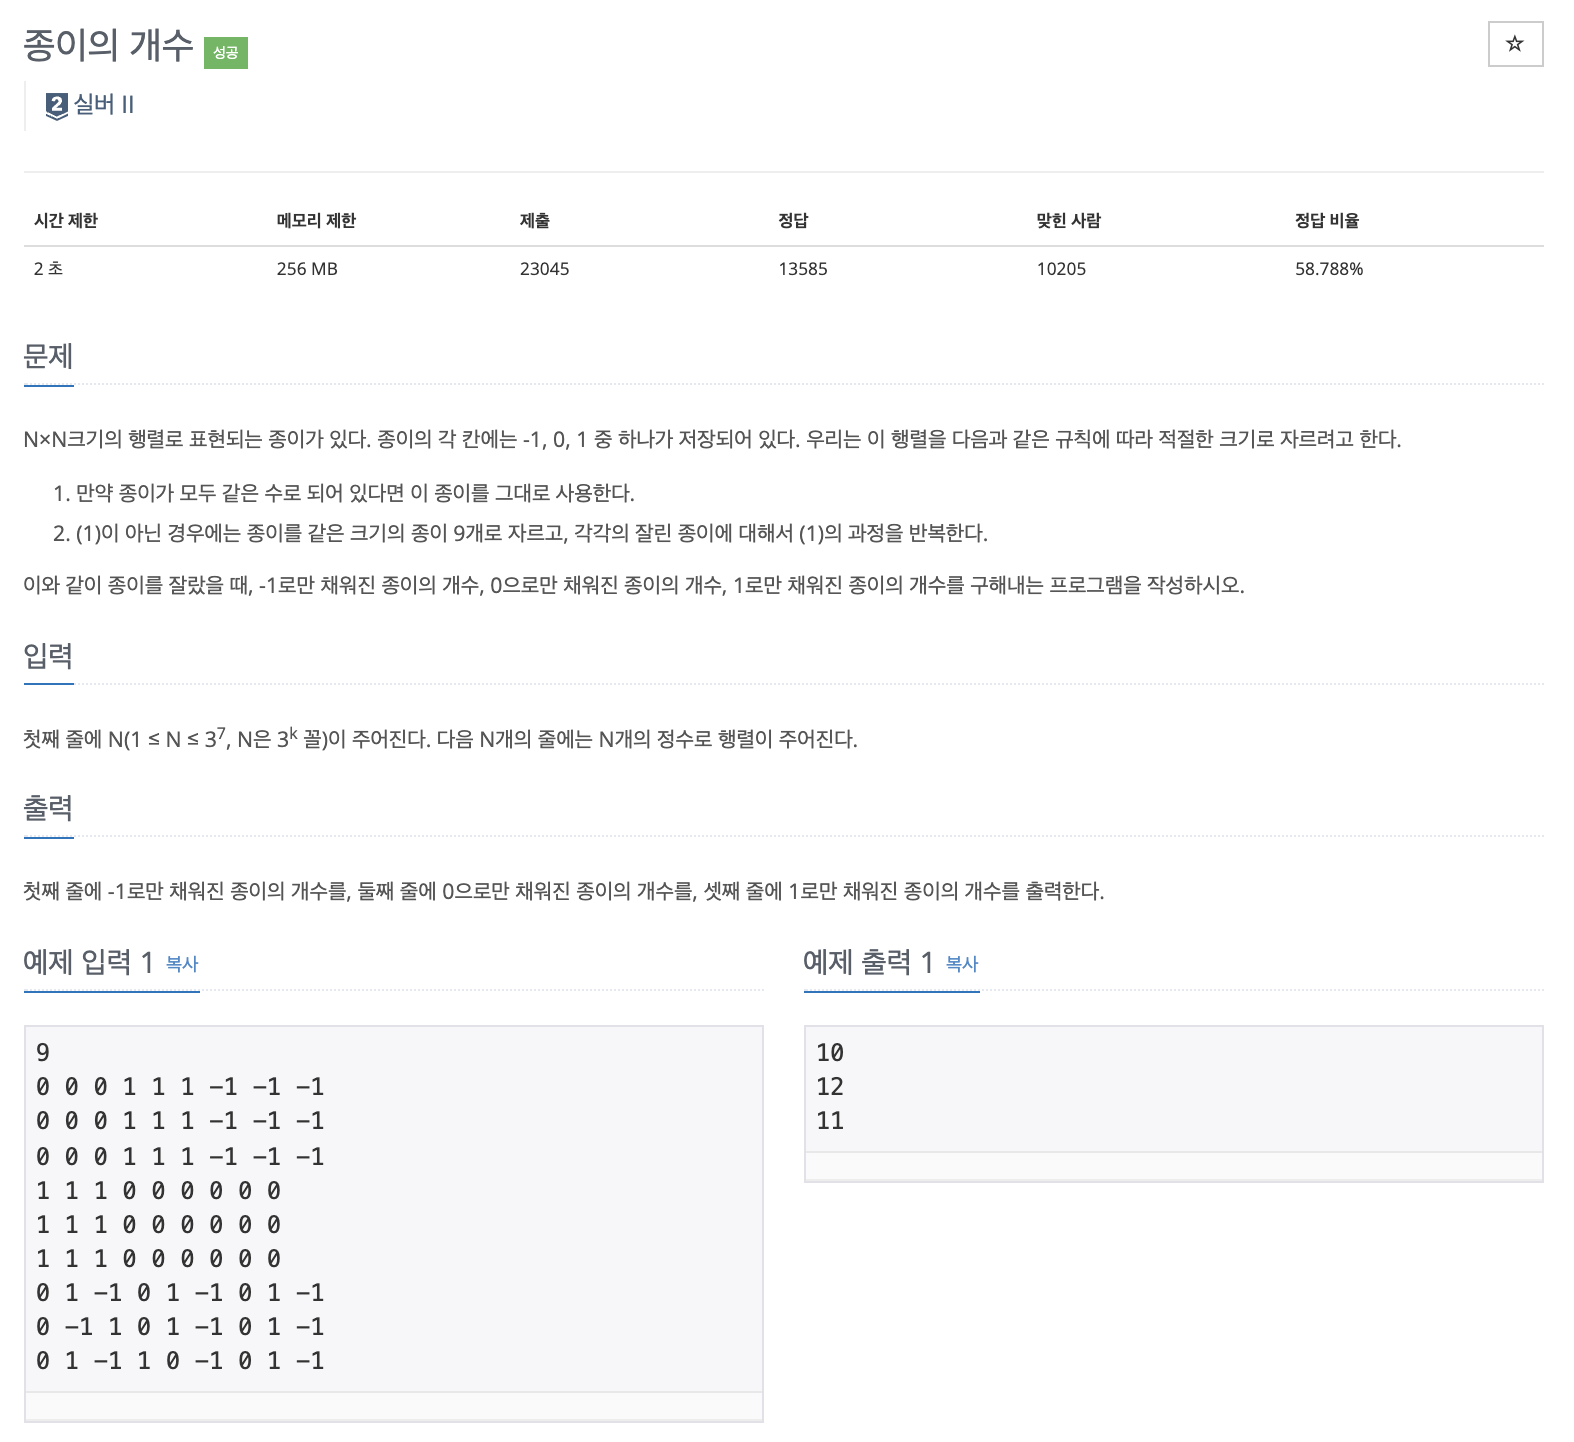 종이의 개수 성공
☆
2 실버 II
시간 제한 메모리 제한 제출 정답 맞힌 사람 정답 비율
2 초 256 MB 23045 13585 10205 58.788%
문제
N×N크기의 행렬로 표현되는 종이가 있다. 종이의 각 칸에는 -1, 0, 1 중 하나가 저장되어 있다. 우리는 이 행렬을 다음과 같은 규칙에 따라 적절한 크기로 자르려고 한다.
1. 만약 종이가 모두 같은 수로 되어 있다면 이 종이를 그대로 사용한다.
2. (1)이 아닌 경우에는 종이를 같은 크기의 종이 9개로 자르고, 각각의 잘린 종이에 대해서 (1)의 과정을 반복한다.
이와 같이 종이를 잘랐을 때, -1로만 채워진 종이의 개수, 0으로만 채워진 종이의 개수, 1로만 채워진 종이의 개수를 구해내는 프로그램을 작성하시오.
입력
첫째 줄에 N(1 ≤ N ≤ 3⁷, N은 3ᵏ 꼴)이 주어진다. 다음 N개의 줄에는 N개의 정수로 행렬이 주어진다.
출력
첫째 줄에 -1로만 채워진 종이의 개수를, 둘째 줄에 0으로만 채워진 종이의 개수를, 셋째 줄에 1로만 채워진 종이의 개수를 출력한다.
예제 입력 1 복사
9
0 0 0 1 1 1 -1 -1 -1
0 0 0 1 1 1 -1 -1 -1
0 0 0 1 1 1 -1 -1 -1
1 1 1 0 0 0 0 0 0
1 1 1 0 0 0 0 0 0
1 1 1 0 0 0 0 0 0
0 1 -1 0 1 -1 0 1 -1
0 -1 1 0 1 -1 0 1 -1
0 1 -1 1 0 -1 0 1 -1
예제 출력 1 복사
10
12
11